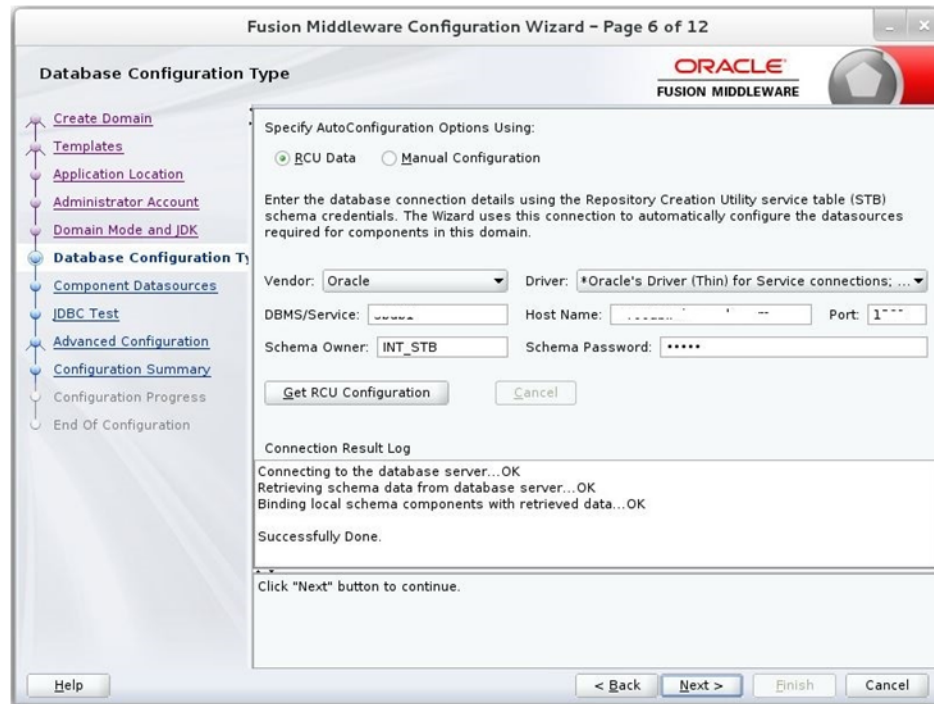 Fusion Middleware Configuration Wizard – Page 6 of 12
Database Configuration Type
ORACLE
FUSION MIDDLEWARE
Create Domain
Templates
Application Location
Administrator Account
Domain Mode and JDK
Database Configuration Ty
Component Datasources
JDBC Test
Advanced Configuration
Configuration Summary
Configuration Progress
End Of Configuration
Specify AutoConfiguration Options Using:
RCU Data Manual Configuration
Enter the database connection details using the Repository Creation Utility service table (STB)
schema credentials. The Wizard uses this connection to automatically configure the datasources
required for components in this domain.
Vendor: Oracle Driver: *Oracle's Driver (Thin) for Service connections; ...
DBMS/Service: Host Name: Port:
Schema Owner: INT_STB Schema Password: •••••
Get RCU Configuration Cancel
Connection Result Log
Connecting to the database server...OK
Retrieving schema data from database server...OK
Binding local schema components with retrieved data...OK
Successfully Done.
Click "Next" button to continue.
Help < Back Next > Finish Cancel